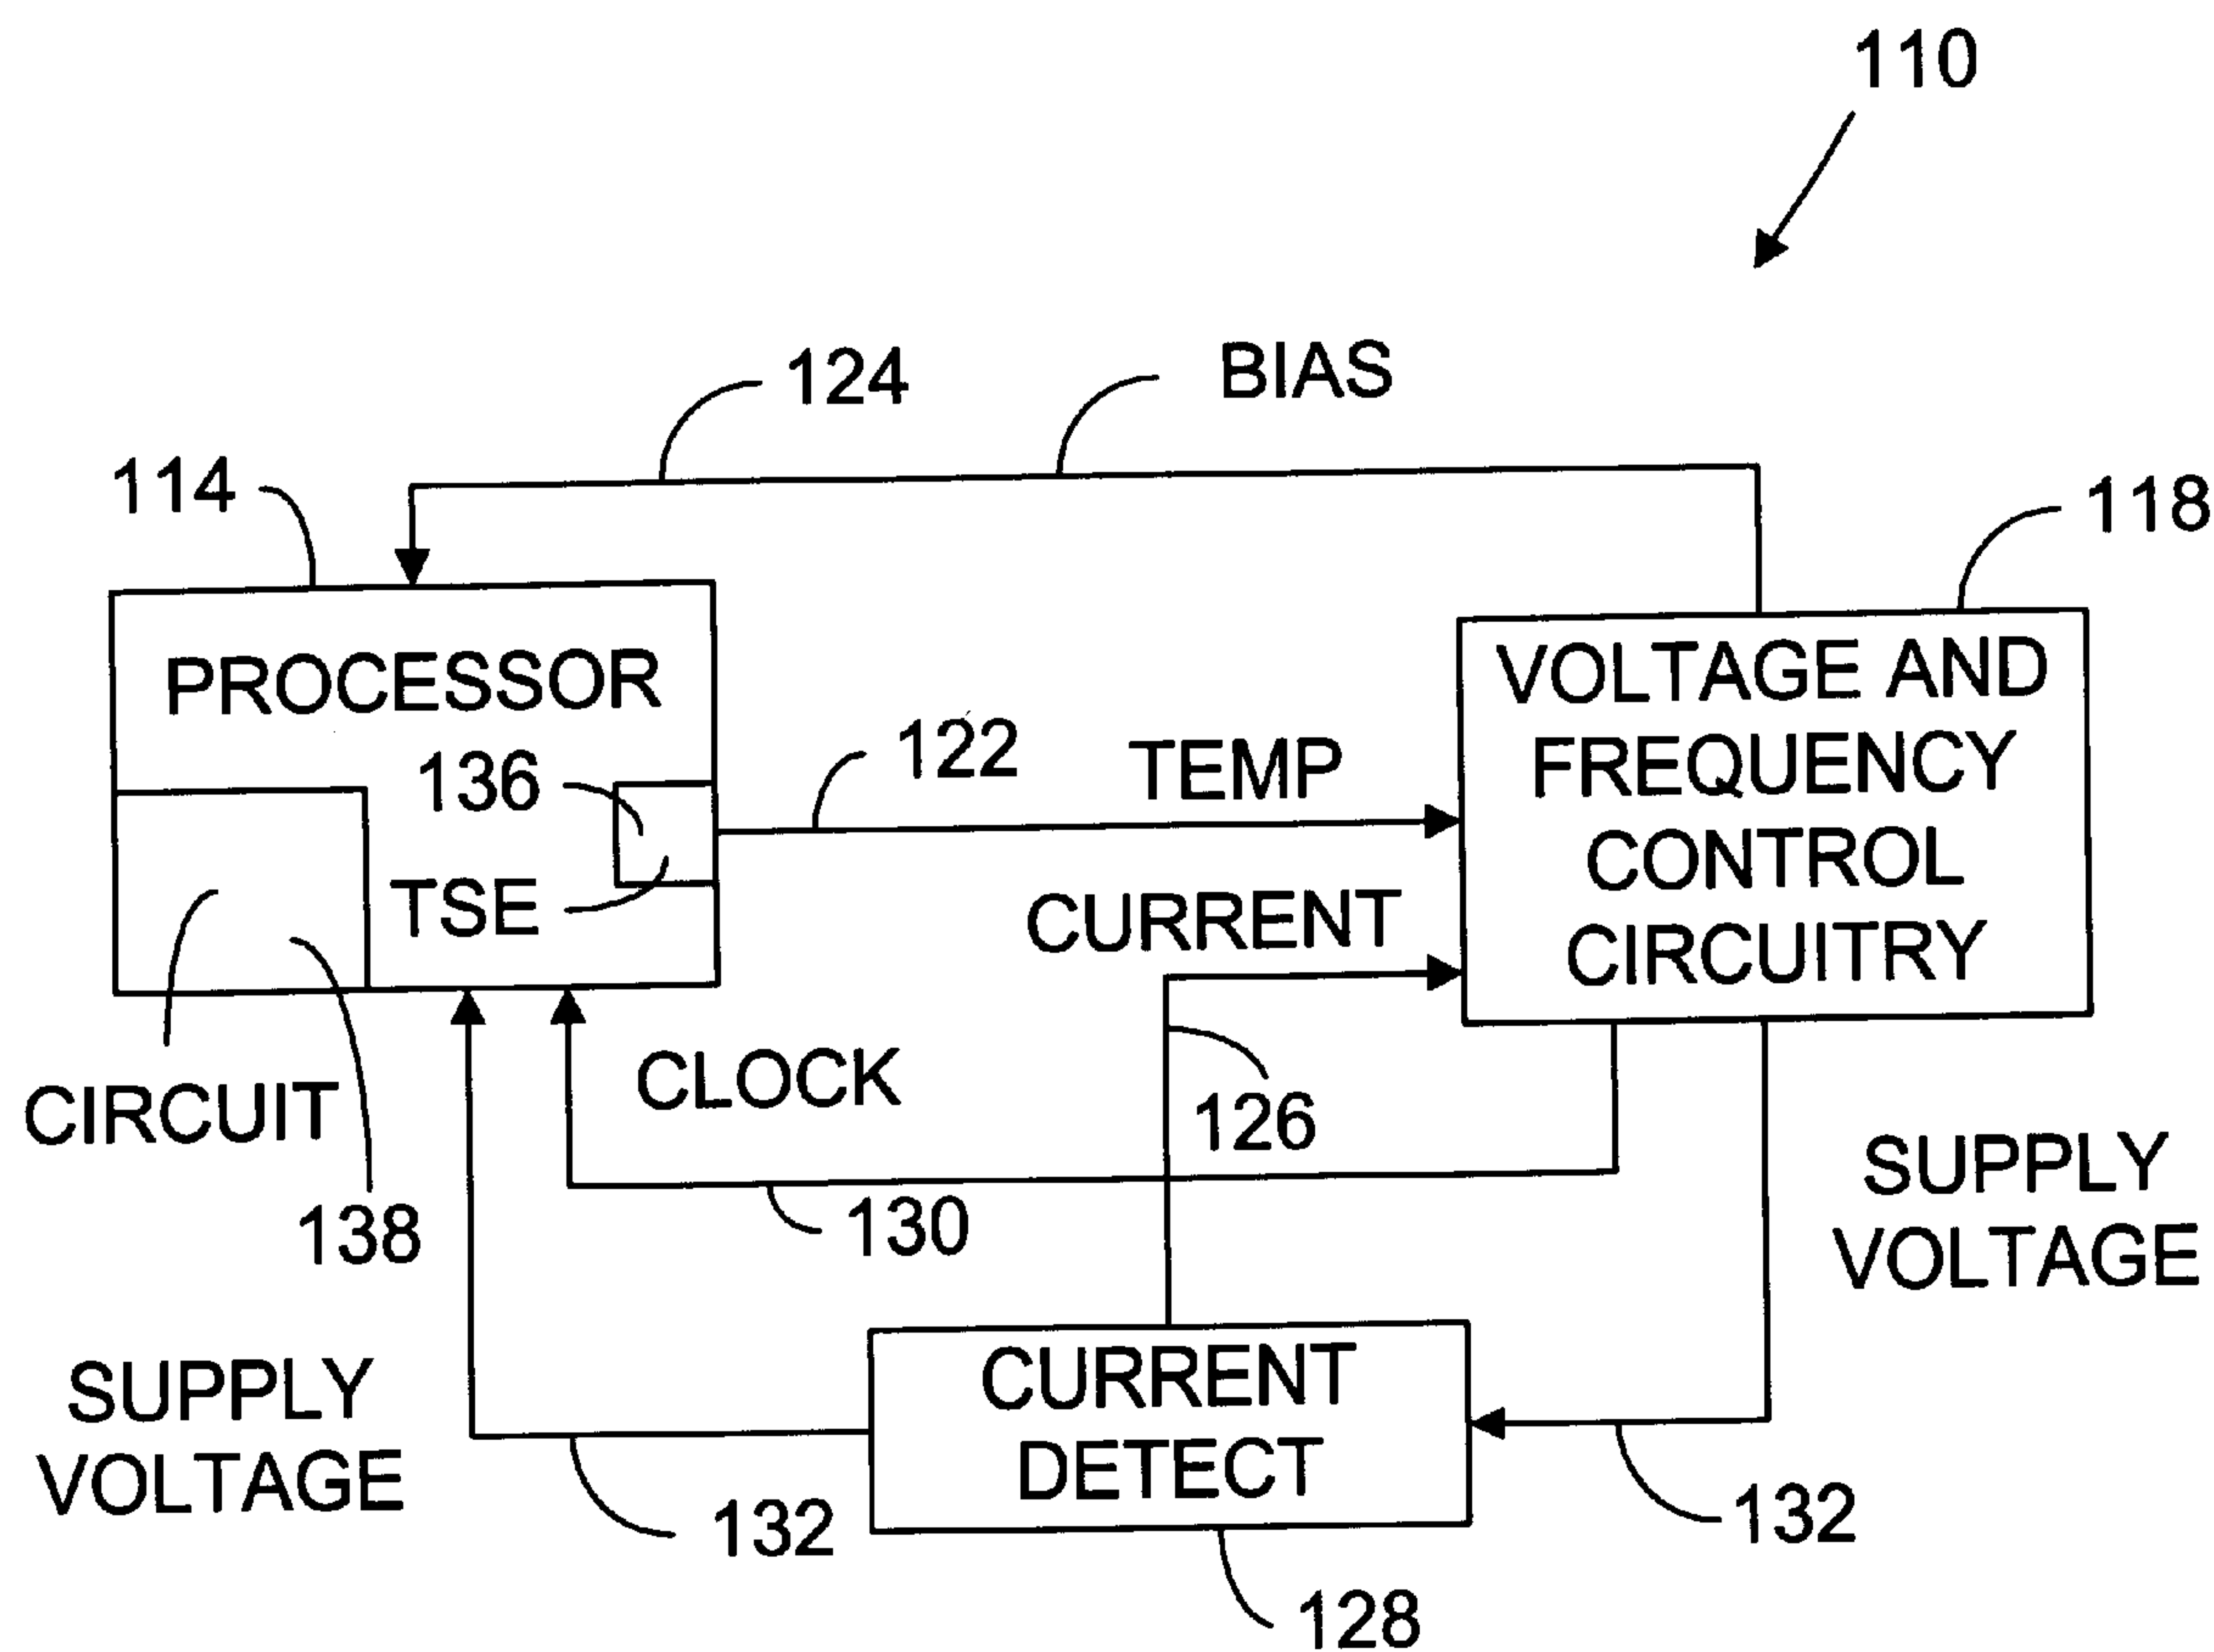 110
124
BIAS
114
118
PROCESSOR
VOLTAGE AND
FREQUENCY
CONTROL
CIRCUITRY
136
122
TEMP
TSE
CURRENT
CLOCK
CIRCUIT
126
138
130
SUPPLY
VOLTAGE
SUPPLY
VOLTAGE
CURRENT
DETECT
132
132
128